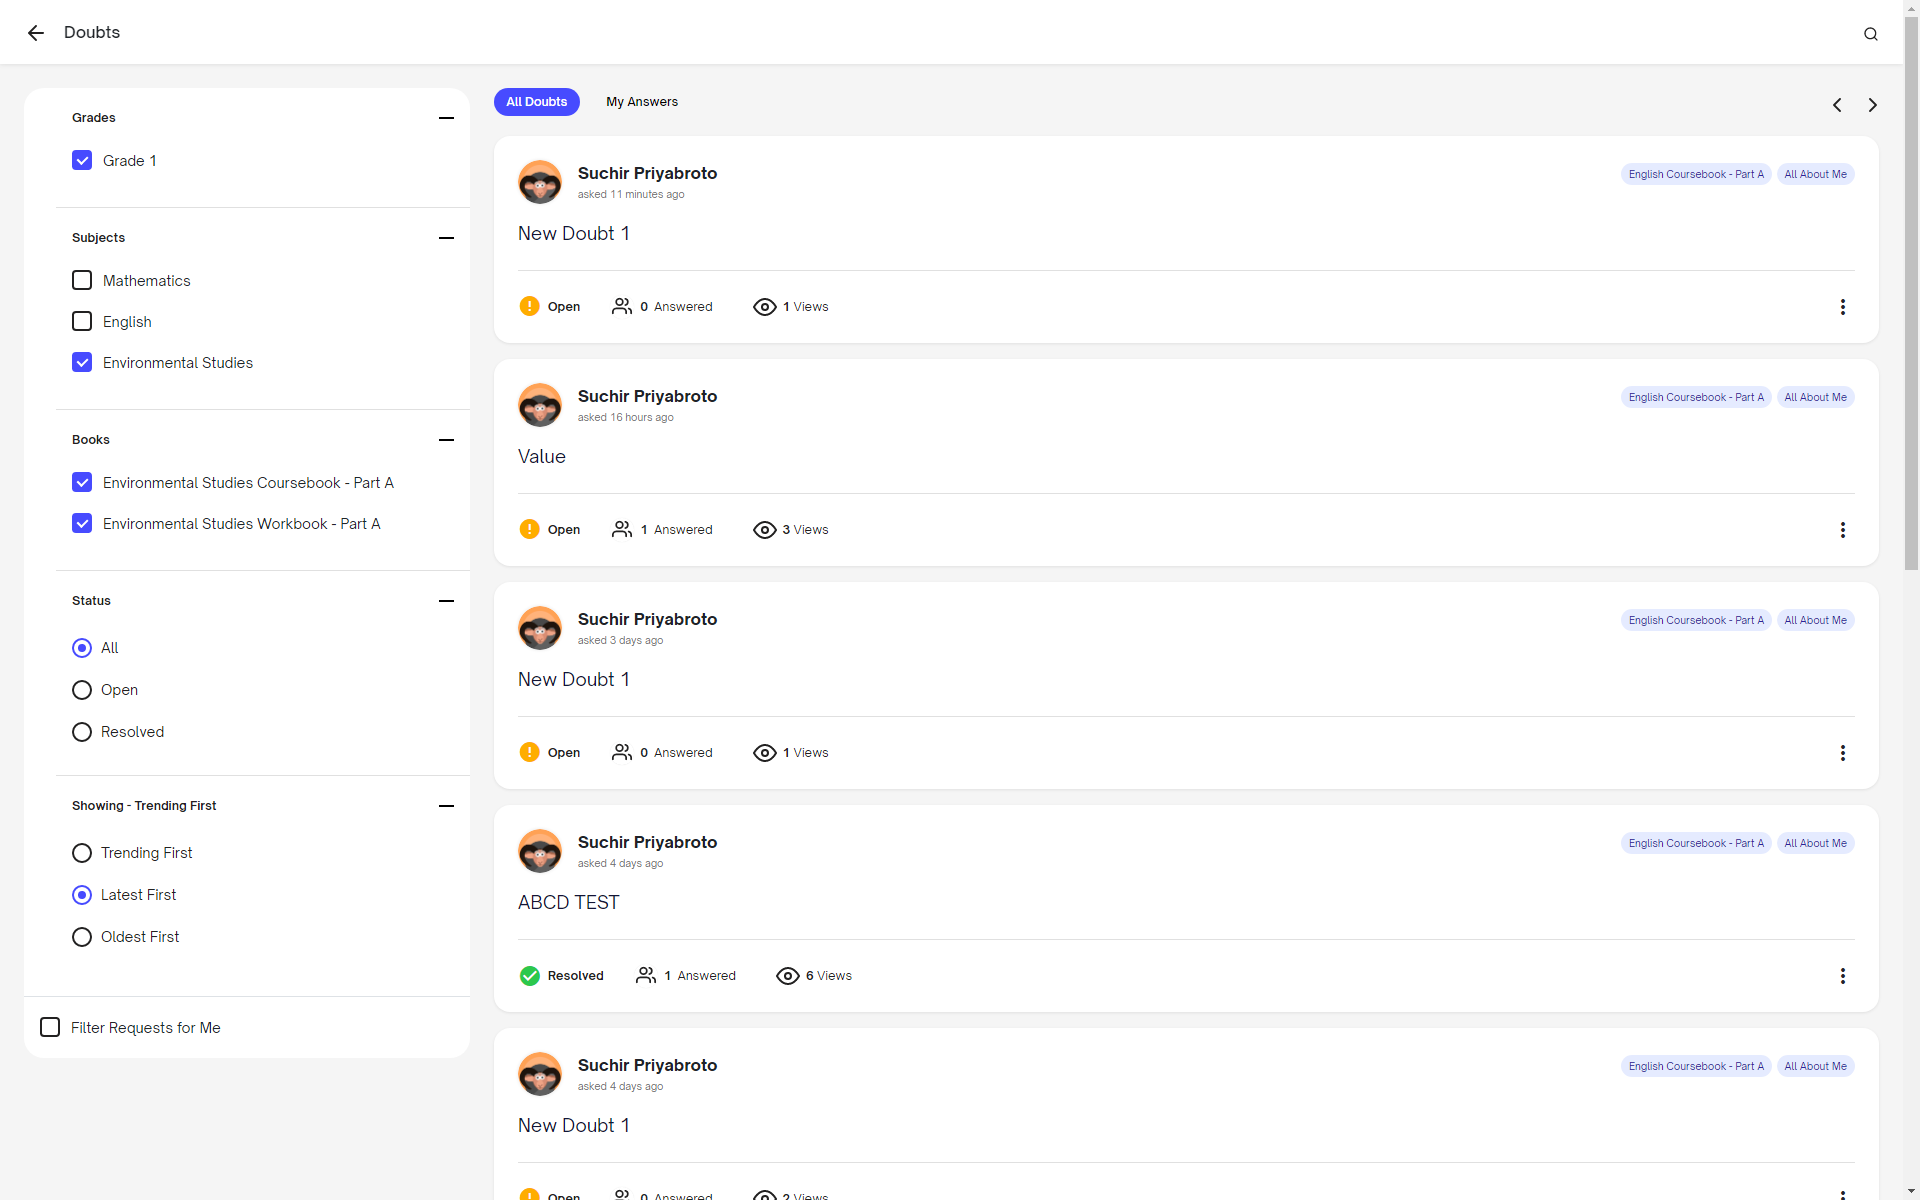 Doubts
Grades
Grade 1
Subjects
Mathematics
English
Environmental Studies
Books
Environmental Studies Coursebook - Part A
Environmental Studies Workbook - Part A
Status
All
Open
Resolved
Showing - Trending First
Trending First
Latest First
Oldest First
Filter Requests for Me
All Doubts My Answers
Suchir Priyabroto
asked 11 minutes ago
English Coursebook - Part A All About Me
New Doubt 1
Open 0 Answered 1 Views
Suchir Priyabroto
asked 16 hours ago
English Coursebook - Part A All About Me
Value
Open 1 Answered 3 Views
Suchir Priyabroto
asked 3 days ago
English Coursebook - Part A All About Me
New Doubt 1
Open 0 Answered 1 Views
Suchir Priyabroto
asked 4 days ago
English Coursebook - Part A All About Me
ABCD TEST
Resolved 1 Answered 6 Views
Suchir Priyabroto
asked 4 days ago
English Coursebook - Part A All About Me
New Doubt 1
Open 0 Answered 2 Views